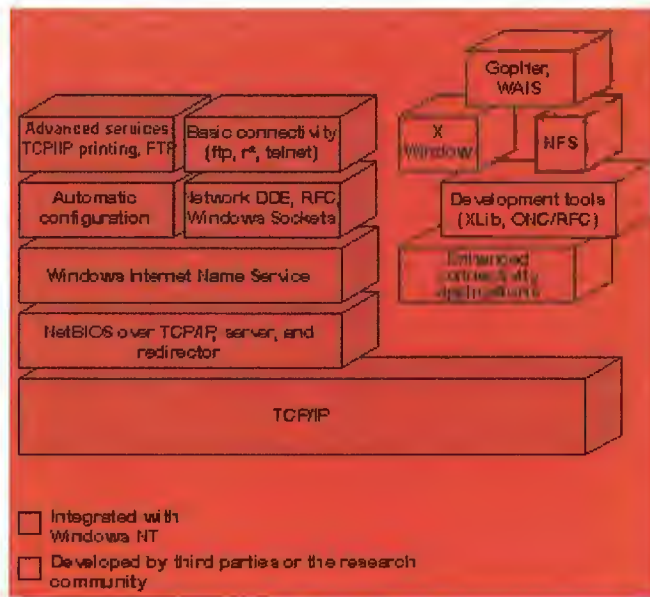 Gopher,
WAIS
Advanced services
TCP/IP printing, FTP
Basic connectivity
(ftp, r*, telnet)
X
Window
NFS
Automatic
configuration
Network DDE, RFC,
Windows Sockets
Development tools
(XLib, ONC/RFC)
Windows Internet Name Service
Enhanced
connectivity
applications
NetBIOS over TCP/IP, server, and
redirector
TCP/IP
Integrated with
Windows NT
Developed by third parties or the research
community